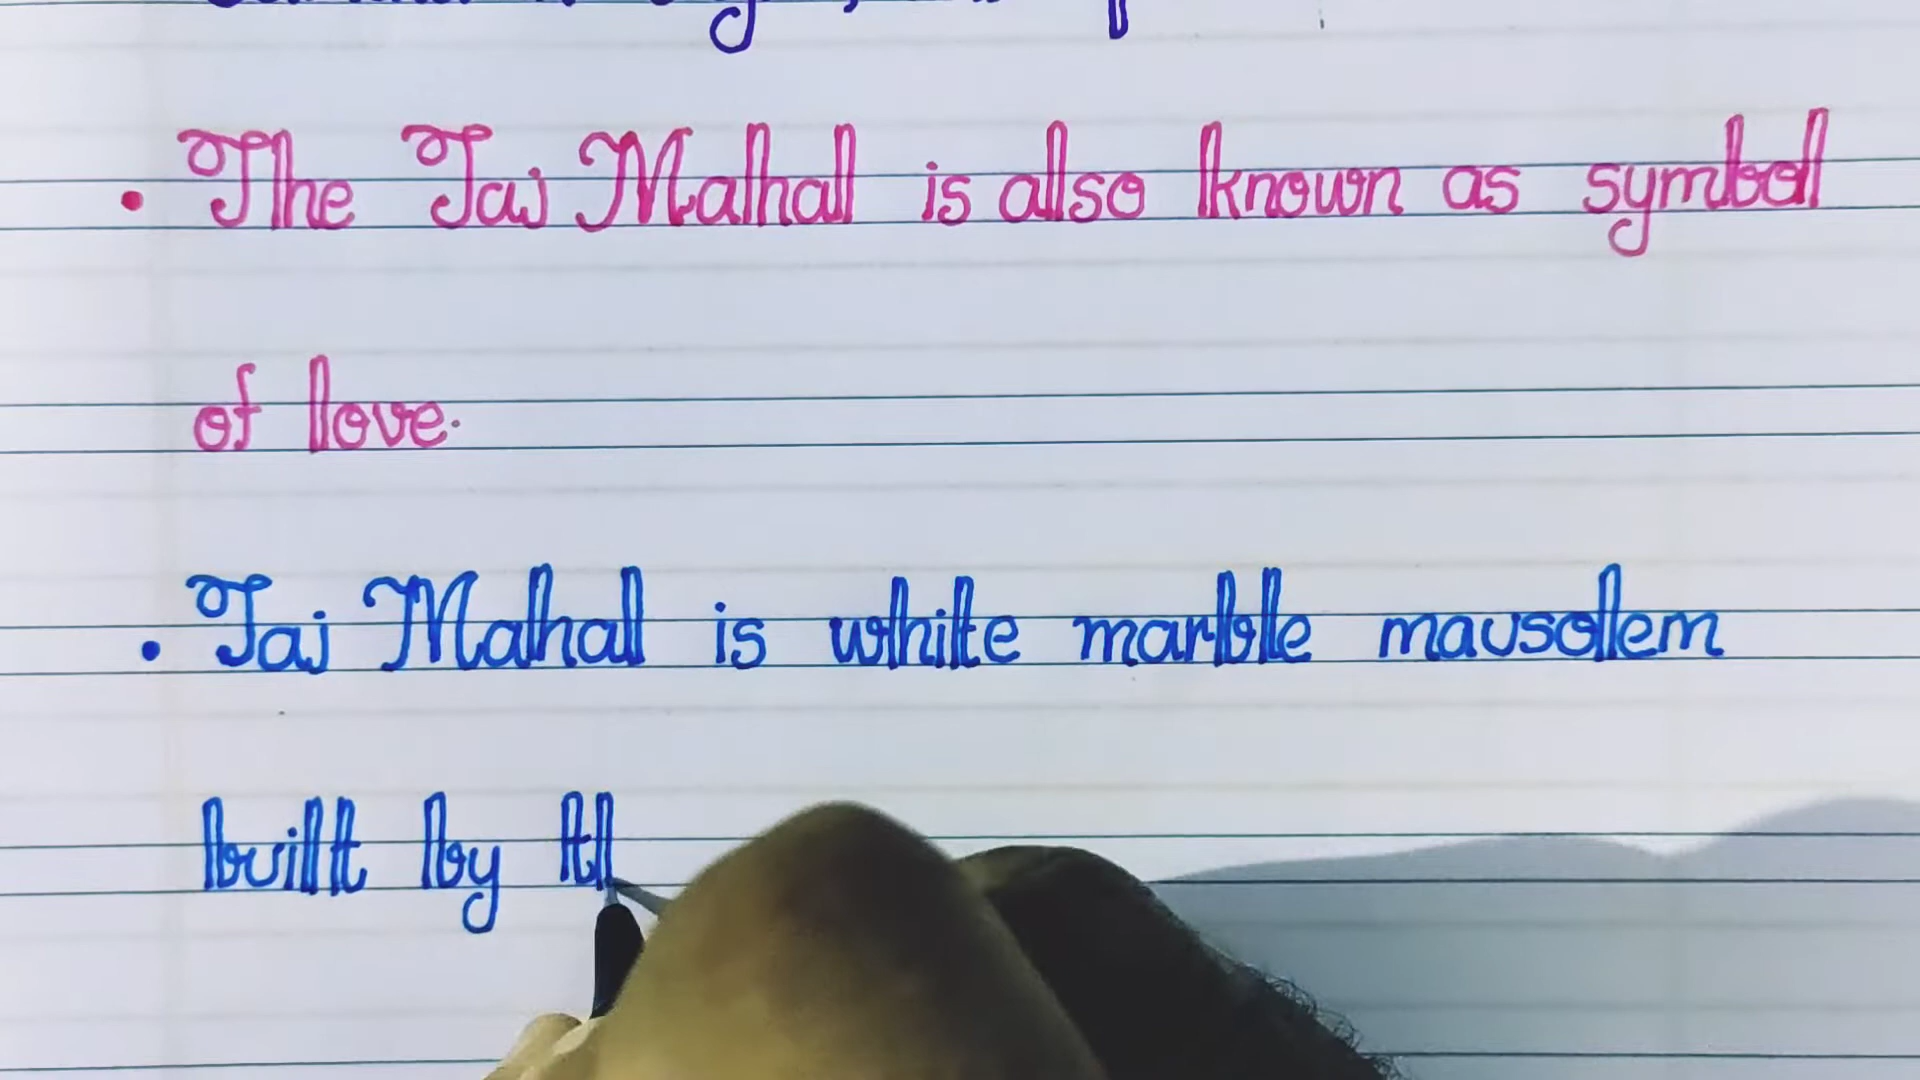 • The Taj Mahal is also known as symbol
of love.
• Taj Mahal is white marble mausolem
built by